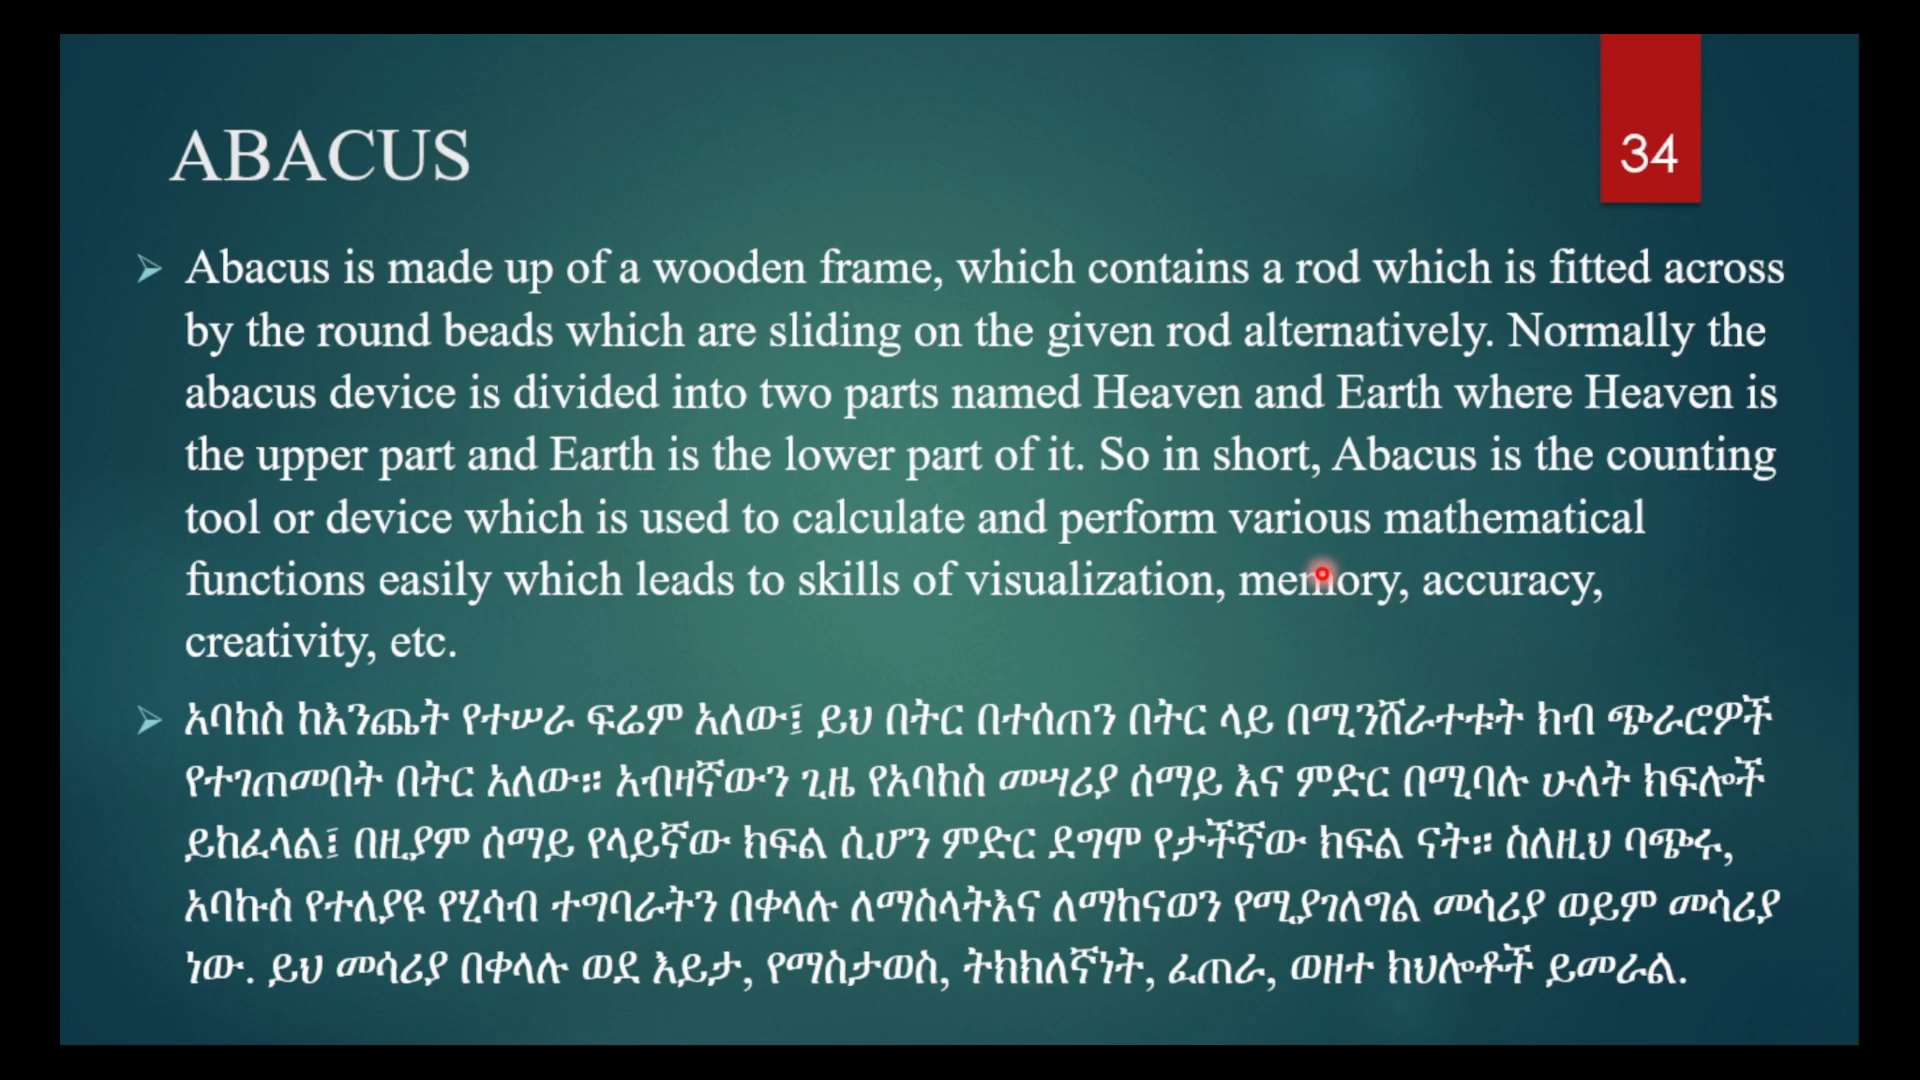 ABACUS
34
Abacus is made up of a wooden frame, which contains a rod which is fitted across
by the round beads which are sliding on the given rod alternatively. Normally the
abacus device is divided into two parts named Heaven and Earth where Heaven is
the upper part and Earth is the lower part of it. So in short, Abacus is the counting
tool or device which is used to calculate and perform various mathematical
functions easily which leads to skills of visualization, memory, accuracy,
creativity, etc.
አባከስ ከእንጨት የተሠራ ፍሬም አለው፤ ይህ በትር በተሰጠን በትር ላይ በሚንሸራተቱት ክብ ጭራሮዎች
የተገጠመበት በትር አለው። አብዛኛውን ጊዜ የአባከስ መሣሪያ ሰማይ እና ምድር በሚባሉ ሁለት ክፍሎች
ይከፈላል፤ በዚያም ሰማይ የላይኛው ክፍል ሲሆን ምድር ደግሞ የታችኛው ክፍል ናት። ስለዚህ ባጭሩ,
አባኩስ የተለያዩ የሂሳብ ተግባራትን በቀላሉ ለማስላትእና ለማከናወን የሚያገለግል መሳሪያ ወይም መሳሪያ
ነው. ይህ መሳሪያ በቀላሉ ወደ እይታ, የማስታወስ, ትክክለኛነት, ፈጠራ, ወዘተ ክህሎቶች ይመራል.